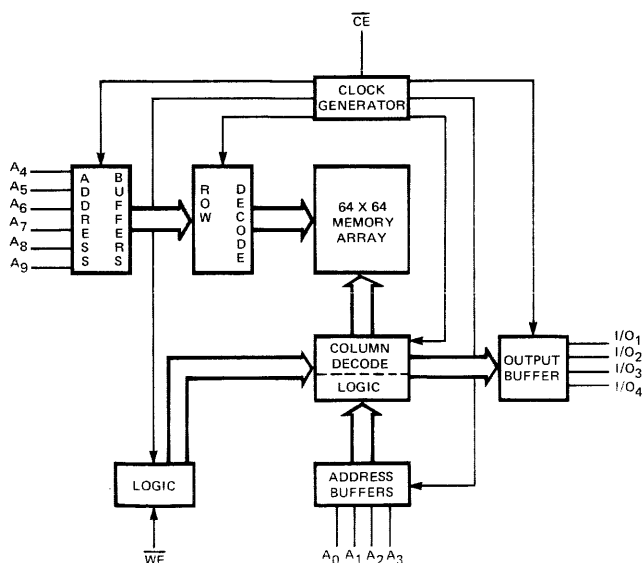 CE
CLOCK
GENERATOR
A4
A5
A6
A7
A8
A9
ADDRESS
BUFFERS
ROW
DECODE
64 X 64
MEMORY
ARRAY
COLUMN
DECODE
LOGIC
OUTPUT
BUFFER
I/O1
I/O2
I/O3
I/O4
LOGIC
ADDRESS
BUFFERS
WE
A0 A1 A2 A3